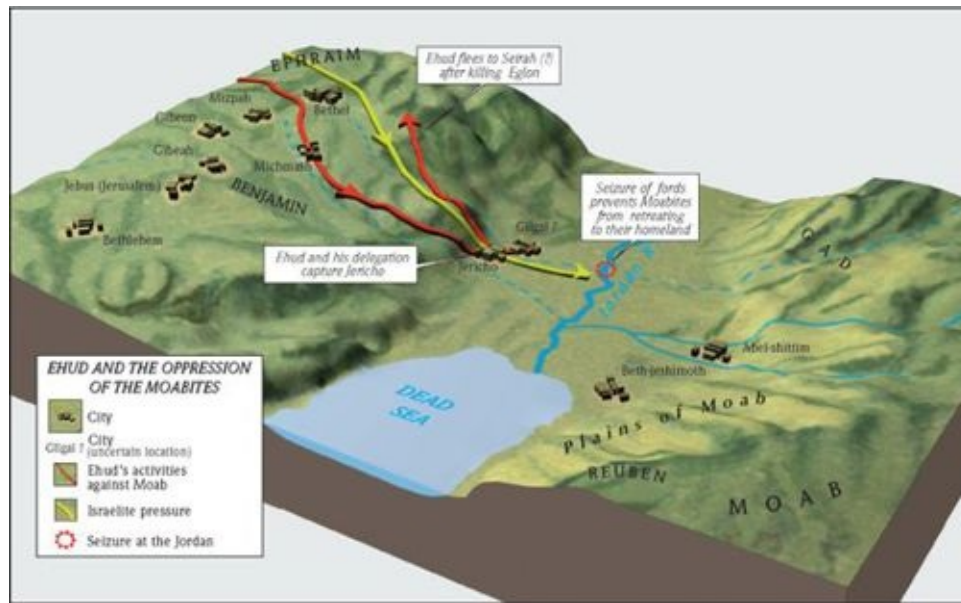 EPHRAIM
Ehud flees to Seirah (?)
after killing Eglon
Mizpah
Bethel
Gibeon
Gibeah
Michmash
Jebus (Jerusalem)
BENJAMIN
Bethlehem
Seizure of fords
prevents Moabites
from retreating
to their homeland
Gilgal ?
Ehud and his delegation
capture Jericho
Jericho
Jordan R.
GAD
Abel-shittim
Beth-jeshimoth
DEAD
SEA
Plains of Moab
REUBEN
MOAB
EHUD AND THE OPPRESSION
OF THE MOABITES
City
Gilgal ? City
(uncertain location)
Ehud's activities
against Moab
Israelite pressure
Seizure at the Jordan